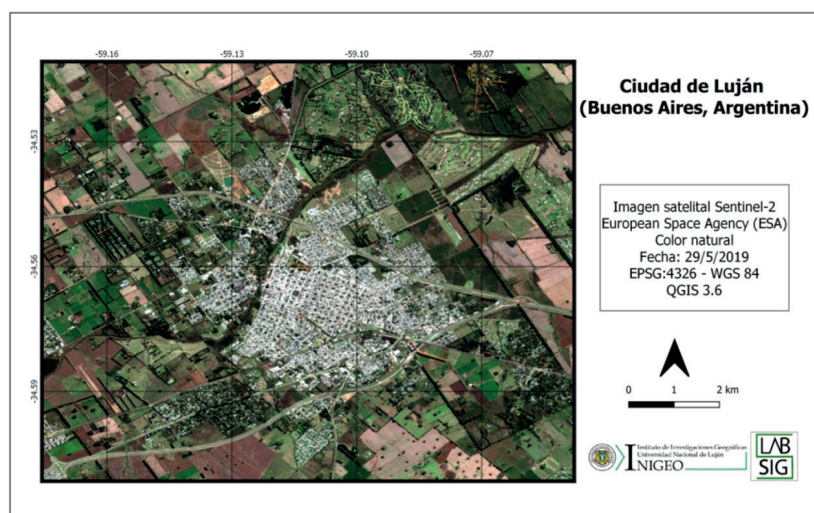 -59.16 -59.13 -59.10 -59.07
-34.53
-34.56
-34.59
Ciudad de Luján
(Buenos Aires, Argentina)
Imagen satelital Sentinel-2
European Space Agency (ESA)
Color natural
Fecha: 29/5/2019
EPSG:4326 - WGS 84
QGIS 3.6
0 1 2 km
Instituto de Investigaciones Geográficas
Universidad Nacional de Luján
INIGEO
LAB
SIG